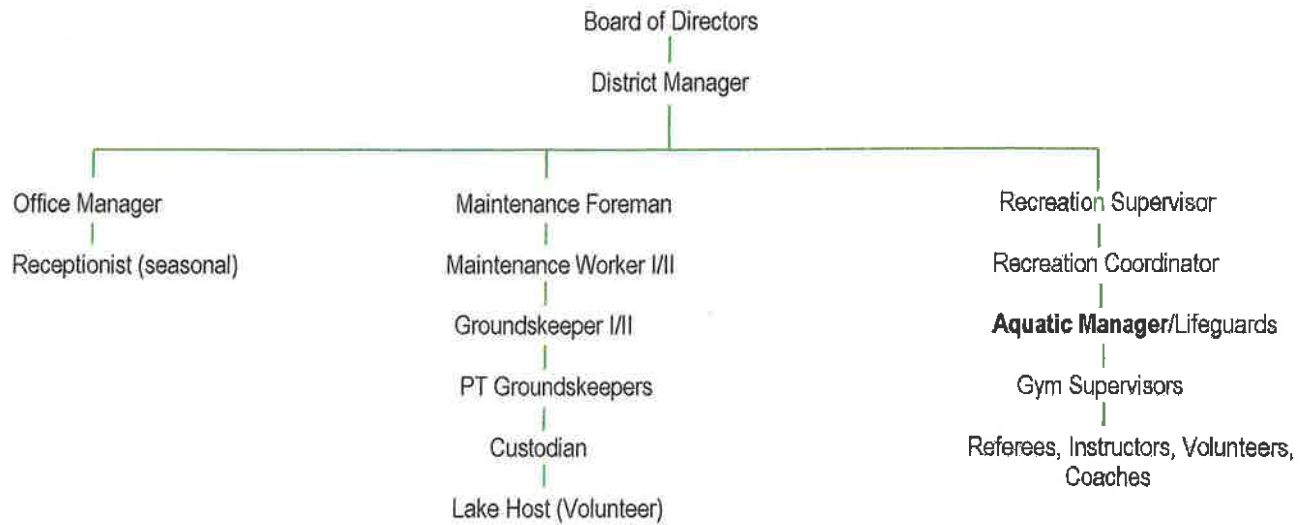 Board of Directors
District Manager
Office Manager
Receptionist (seasonal)
Maintenance Foreman
Maintenance Worker I/II
Groundskeeper I/II
PT Groundskeepers
Custodian
Lake Host (Volunteer)
Recreation Supervisor
Recreation Coordinator
Aquatic Manager/Lifeguards
Gym Supervisors
Referees, Instructors, Volunteers,
Coaches